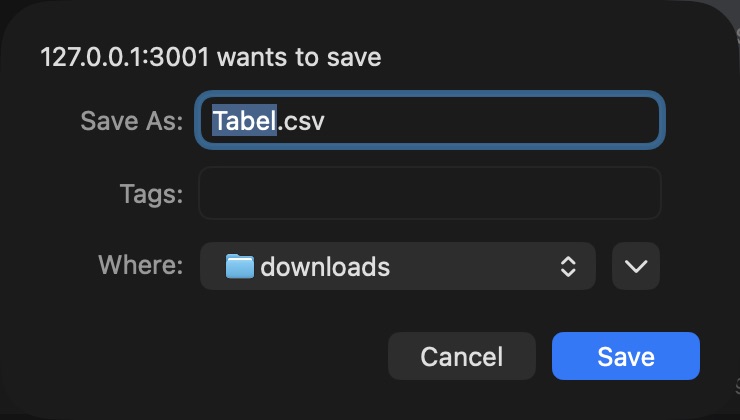 127.0.0.1:3001 wants to save
Save As: Tabel.csv
Tags:
Where: downloads
Cancel Save